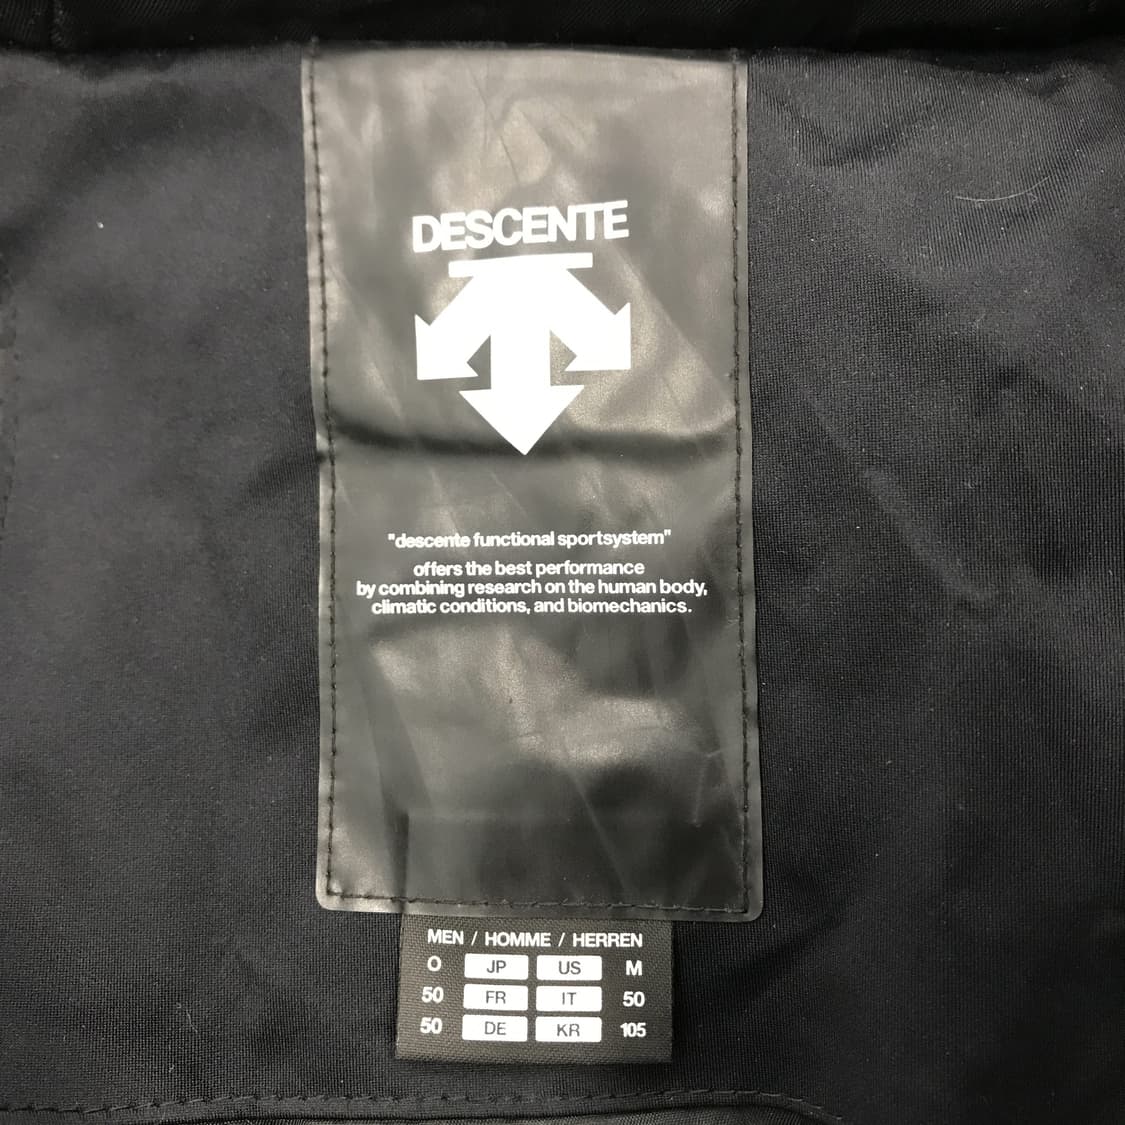 DESCENTE
"descente functional sportsystem"
offers the best performance
by combining research on the human body,
climatic conditions, and biomechanics.
MEN / HOMME / HERREN
O JP US M
50 FR IT 50
50 DE KR 105